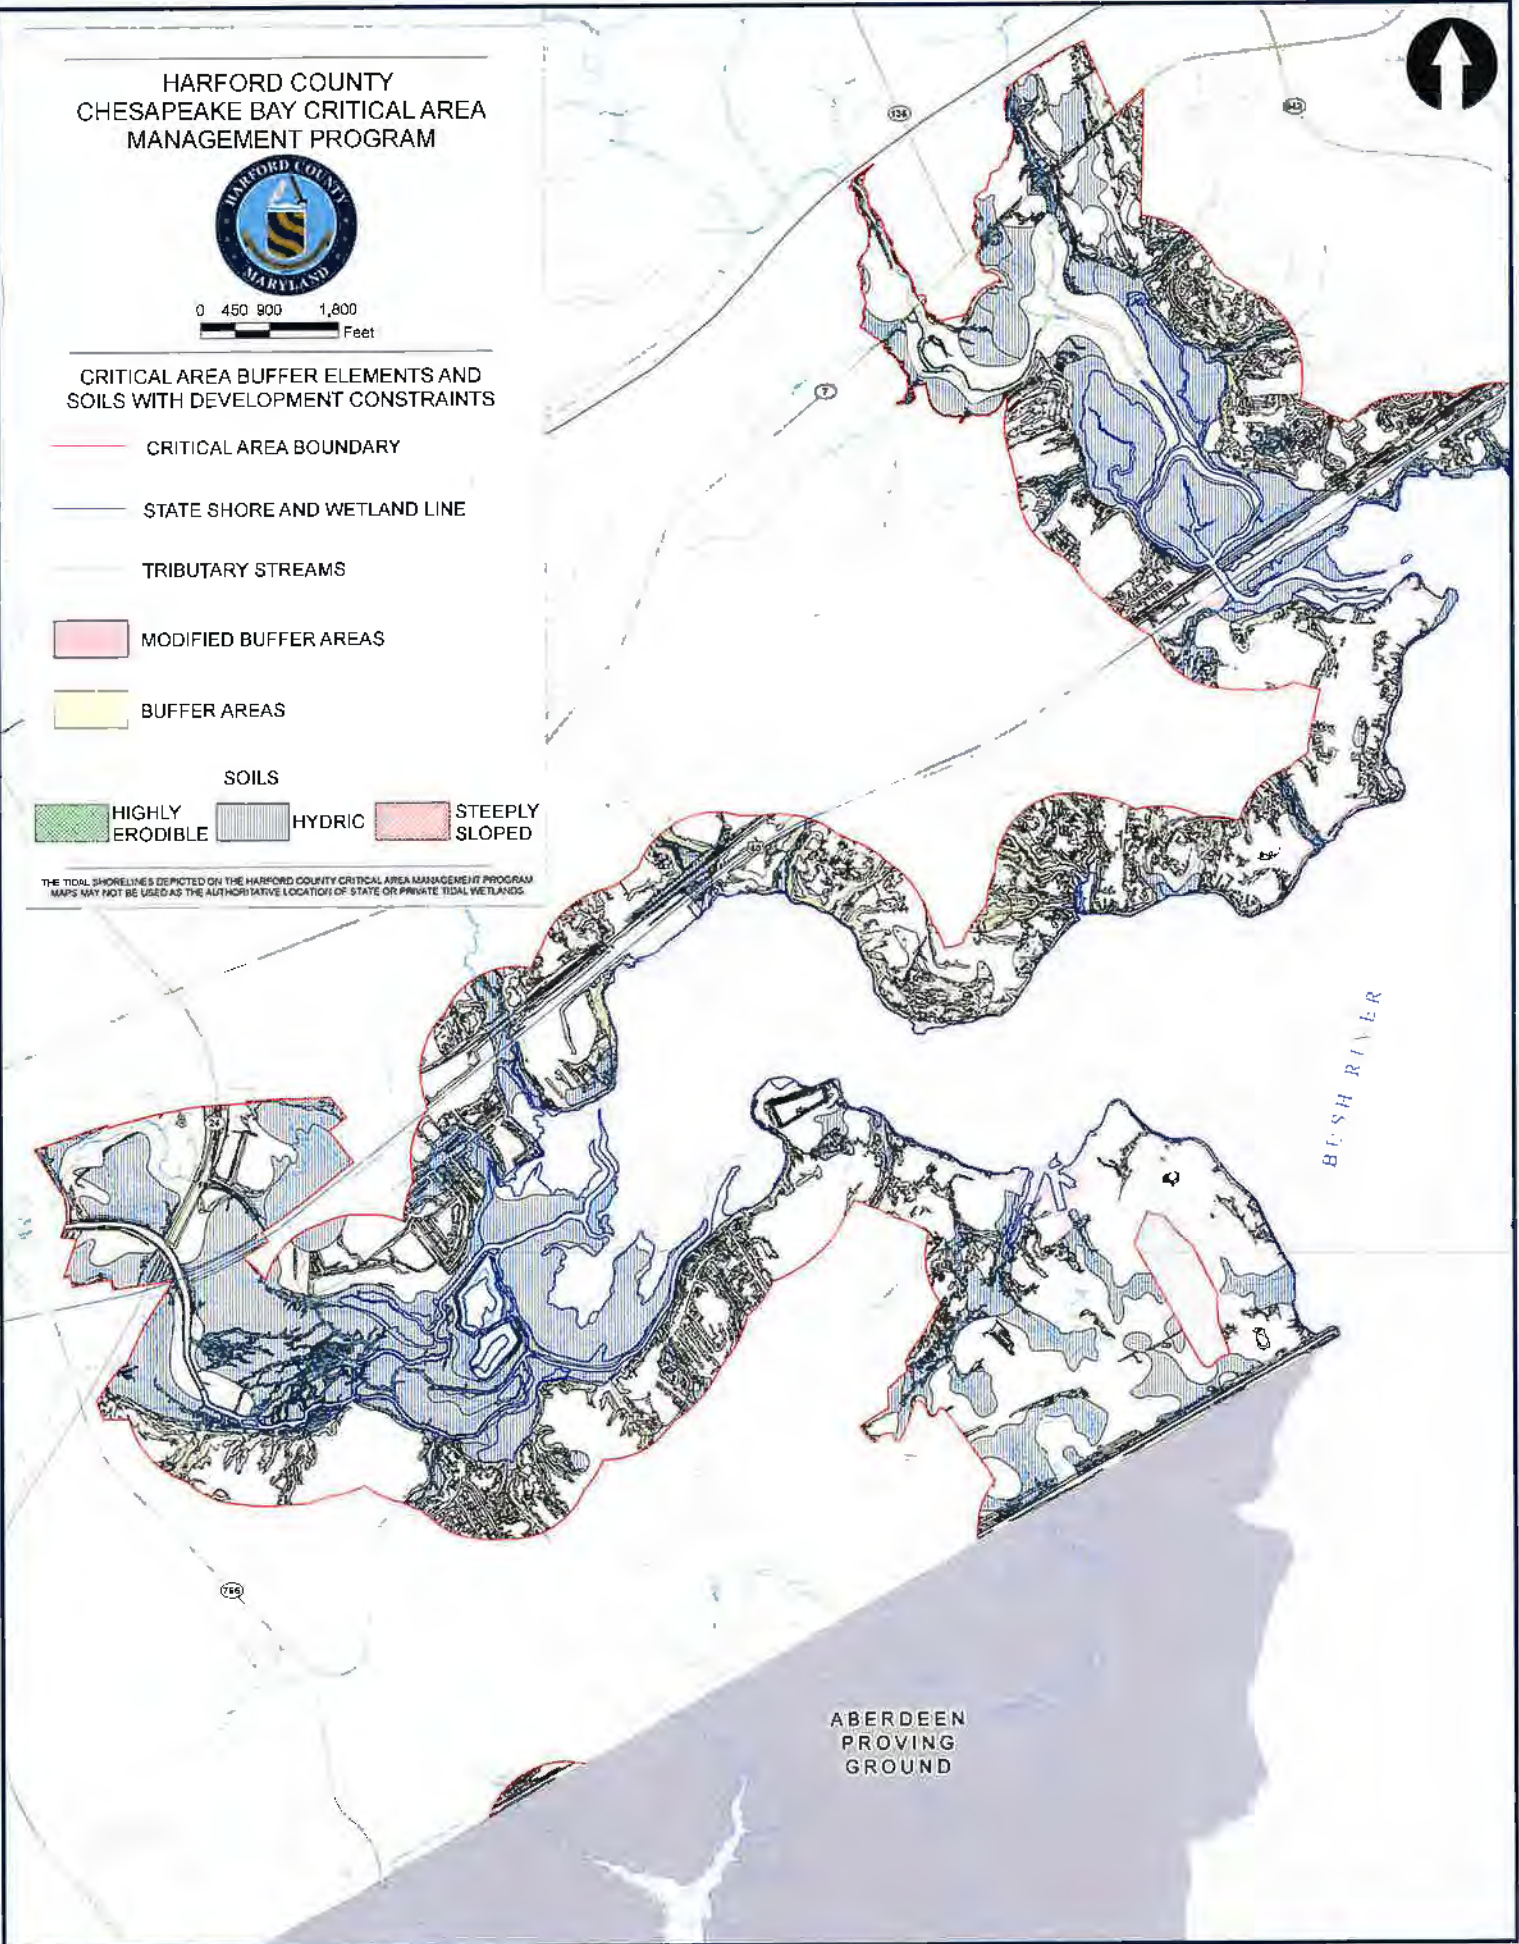 HARFORD COUNTY
CHESAPEAKE BAY CRITICAL AREA
MANAGEMENT PROGRAM
HARFORD COUNTY
MARYLAND
0 450 900 1,800
Feet
CRITICAL AREA BUFFER ELEMENTS AND
SOILS WITH DEVELOPMENT CONSTRAINTS
CRITICAL AREA BOUNDARY
STATE SHORE AND WETLAND LINE
TRIBUTARY STREAMS
MODIFIED BUFFER AREAS
BUFFER AREAS
SOILS
HIGHLY
ERODIBLE
HYDRIC
STEEPLY
SLOPED
THE TIDAL SHORELINES DEPICTED ON THE HARFORD COUNTY CRITICAL AREA MANAGEMENT PROGRAM
MAPS MAY NOT BE USED AS THE AUTHORITATIVE LOCATION OF STATE OR PRIVATE TIDAL WETLANDS.
136
7
24
BUSH RIVER
ABERDEEN
PROVING
GROUND